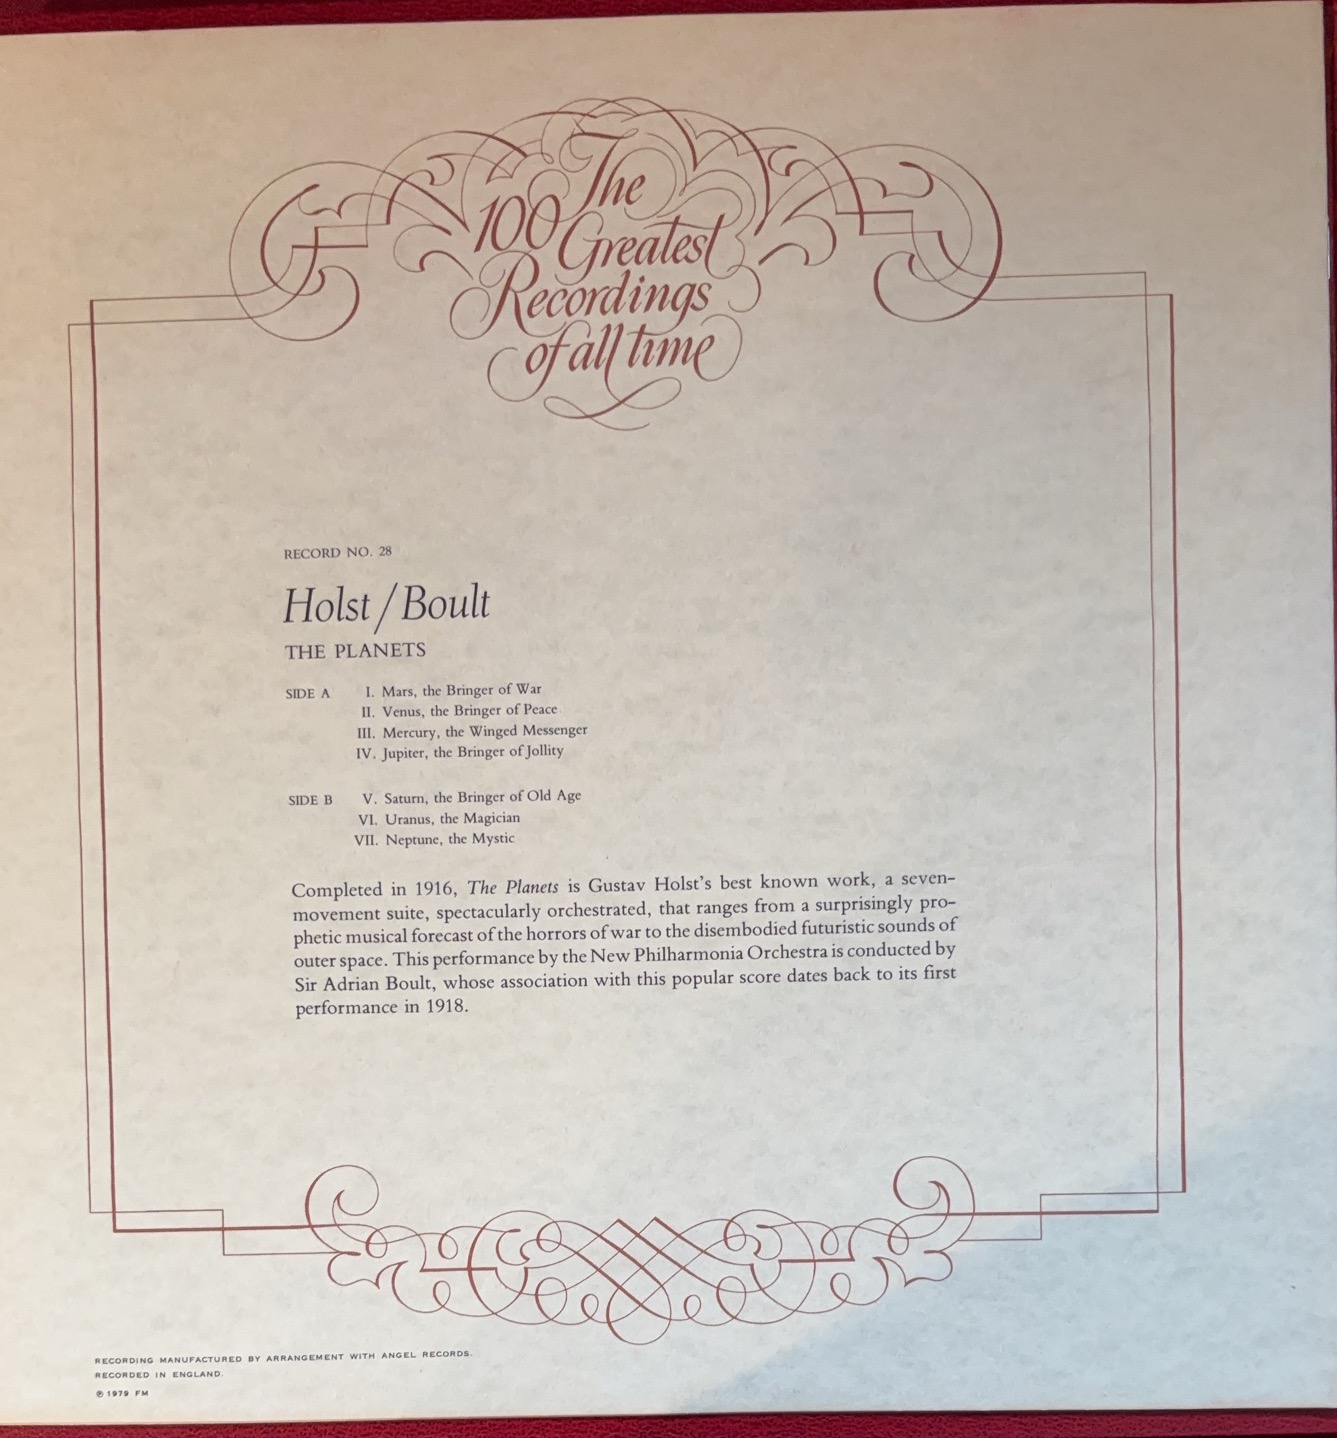 The
100 Greatest
Recordings
of all time
RECORD NO. 28
Holst / Boult
THE PLANETS
SIDE A I. Mars, the Bringer of War
II. Venus, the Bringer of Peace
III. Mercury, the Winged Messenger
IV. Jupiter, the Bringer of Jollity
SIDE B V. Saturn, the Bringer of Old Age
VI. Uranus, the Magician
VII. Neptune, the Mystic
Completed in 1916, The Planets is Gustav Holst's best known work, a seven-
movement suite, spectacularly orchestrated, that ranges from a surprisingly pro-
phetic musical forecast of the horrors of war to the disembodied futuristic sounds of
outer space. This performance by the New Philharmonia Orchestra is conducted by
Sir Adrian Boult, whose association with this popular score dates back to its first
performance in 1918.
RECORDING MANUFACTURED BY ARRANGEMENT WITH ANGEL RECORDS.
RECORDED IN ENGLAND.
℗ 1979 FM